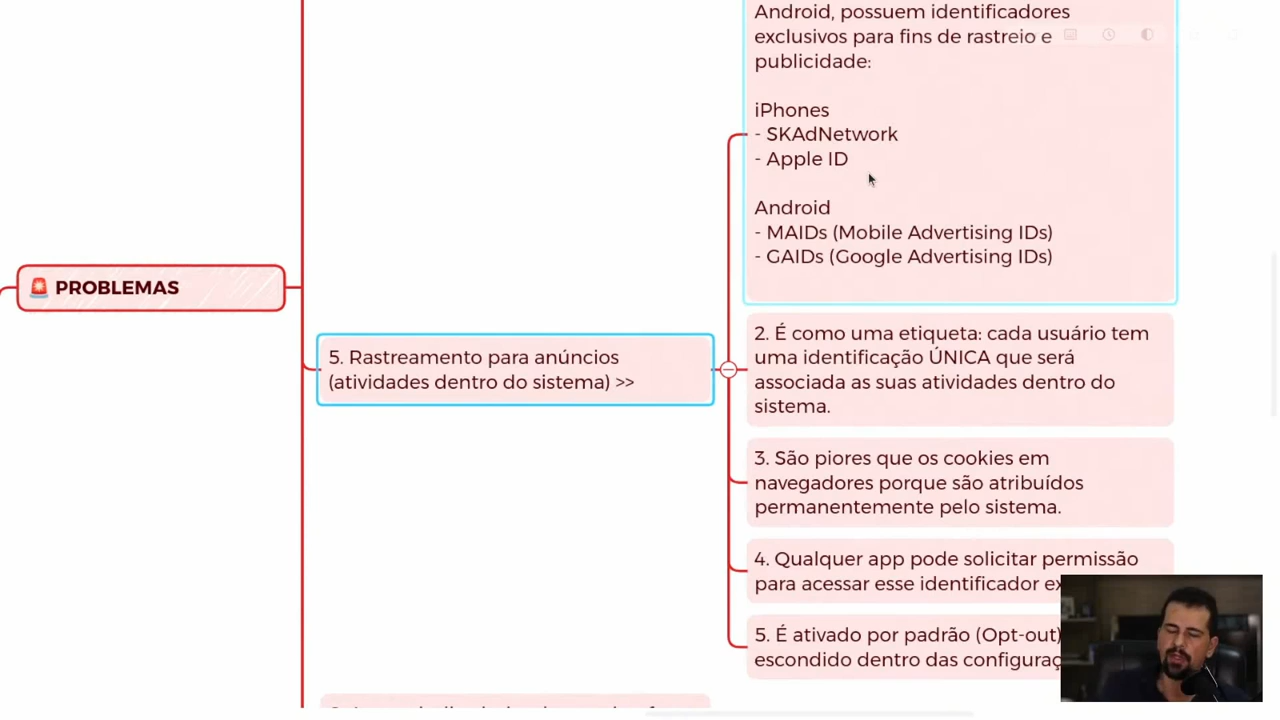 Android, possuem identificadores
exclusivos para fins de rastreio e
publicidade:
iPhones
- SKAdNetwork
- Apple ID
Android
- MAIDs (Mobile Advertising IDs)
- GAIDs (Google Advertising IDs)
🚨 PROBLEMAS
5. Rastreamento para anúncios
(atividades dentro do sistema) >>
2. É como uma etiqueta: cada usuário tem
uma identificação ÚNICA que será
associada as suas atividades dentro do
sistema.
3. São piores que os cookies em
navegadores porque são atribuídos
permanentemente pelo sistema.
4. Qualquer app pode solicitar permissão
para acessar esse identificador
5. É ativado por padrão (Opt-out)
escondido dentro das